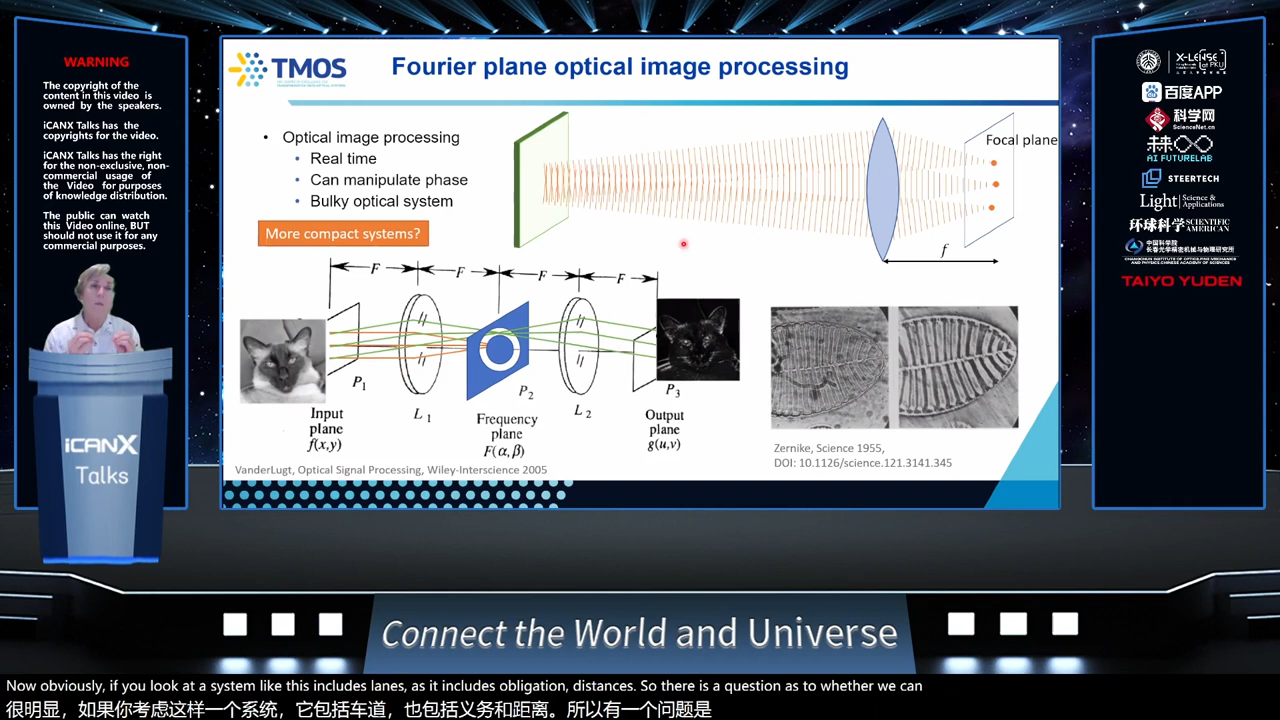 WARNING
The copyright of the
content in this video is
owned by the speakers.
iCANX Talks has the
copyrights for the video.
iCANX Talks has the right
for the non-exclusive, non-
commercial usage of
the Video for purposes
of knowledge distribution.
The public can watch
this Video online, BUT
should not use it for any
commercial purposes.
iCANX
Talks
TMOS
Fourier plane optical image processing
• Optical image processing
• Real time
• Can manipulate phase
• Bulky optical system
More compact systems?
Focal plane
f
F
F
F
F
P1
L1
P2
L2
P3
Input
plane
f(x,y)
Frequency
plane
F(α,β)
Output
plane
g(u,v)
VanderLugt, Optical Signal Processing, Wiley-Interscience 2005
Zernike, Science 1955,
DOI: 10.1126/science.121.3141.345
X-LENSE
百度APP
科学网
ScienceNet.cn
AI FUTURELAB
STEERTECH
Light Science & Applications
环球科学 SCIENTIFIC AMERICAN
中国科学院
长春光学精密机械与物理研究所
CHANGCHUN INSTITUTE OF OPTICS,FINE MECHANICS
AND PHYSICS,CHINESE ACADEMY OF SCIENCES
TAIYO YUDEN
Connect the World and Universe
Now obviously, if you look at a system like this includes lanes, as it includes obligation, distances. So there is a question as to whether we can
很明显，如果你考虑这样一个系统，它包括车道，也包括义务和距离。所以有一个问题是